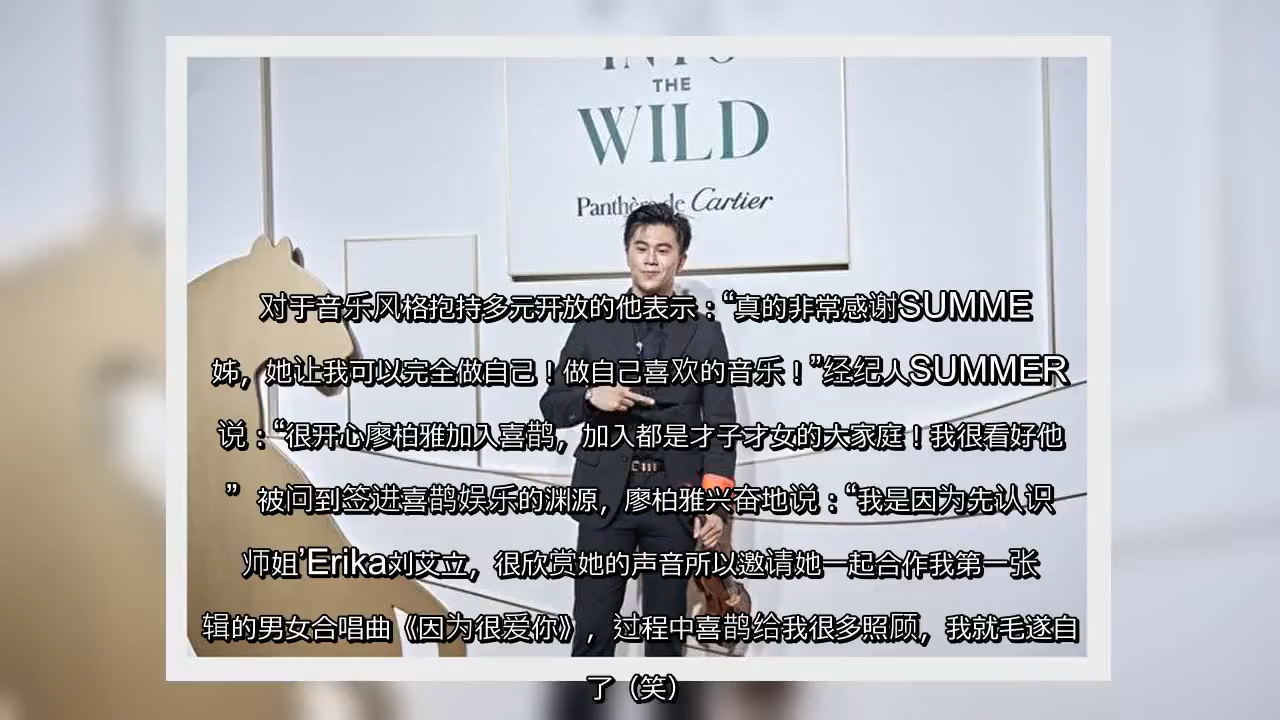 INTO
THE
WILD
Panthère de Cartier
对于音乐风格抱持多元开放的他表示：“真的非常感谢SUMME
姊，她让我可以完全做自己！做自己喜欢的音乐！”经纪人SUMMER
说：“很开心廖柏雅加入喜鹊，加入都是才子才女的大家庭！我很看好他
” 被问到签进喜鹊娱乐的渊源，廖柏雅兴奋地说：“我是因为先认识
师姐’Erika刘艾立，很欣赏她的声音所以邀请她一起合作我第一张
辑的男女合唱曲《因为很爱你》，过程中喜鹊给我很多照顾，我就毛遂自
了（笑）